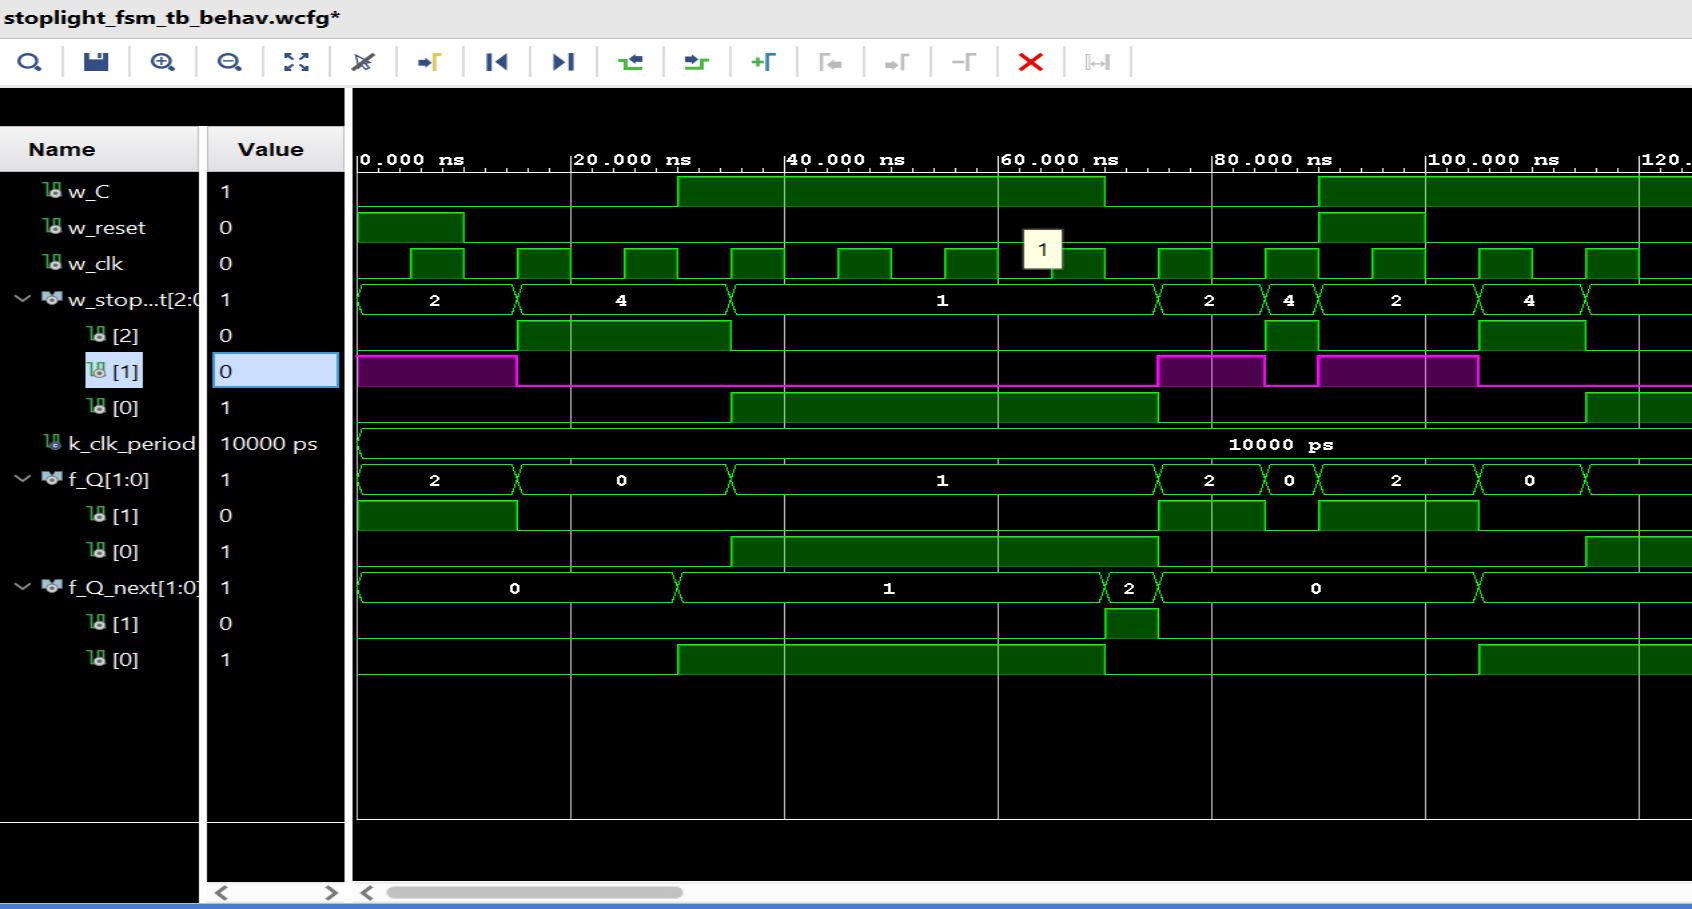 stoplight_fsm_tb_behav.wcfg*
Name Value
0.000 ns 20.000 ns 40.000 ns 60.000 ns 80.000 ns 100.000 ns 120.
w_C 1
w_reset 0
1
w_clk 0
w_stop...t[2:0 1 2 4 1 2 4 2 4
[2] 0
[1] 0
[0] 1
k_clk_period 10000 ps 10000 ps
f_Q[1:0] 1 2 0 1 2 0 2 0
[1] 0
[0] 1
f_Q_next[1:0] 1 0 1 2 0
[1] 0
[0] 1